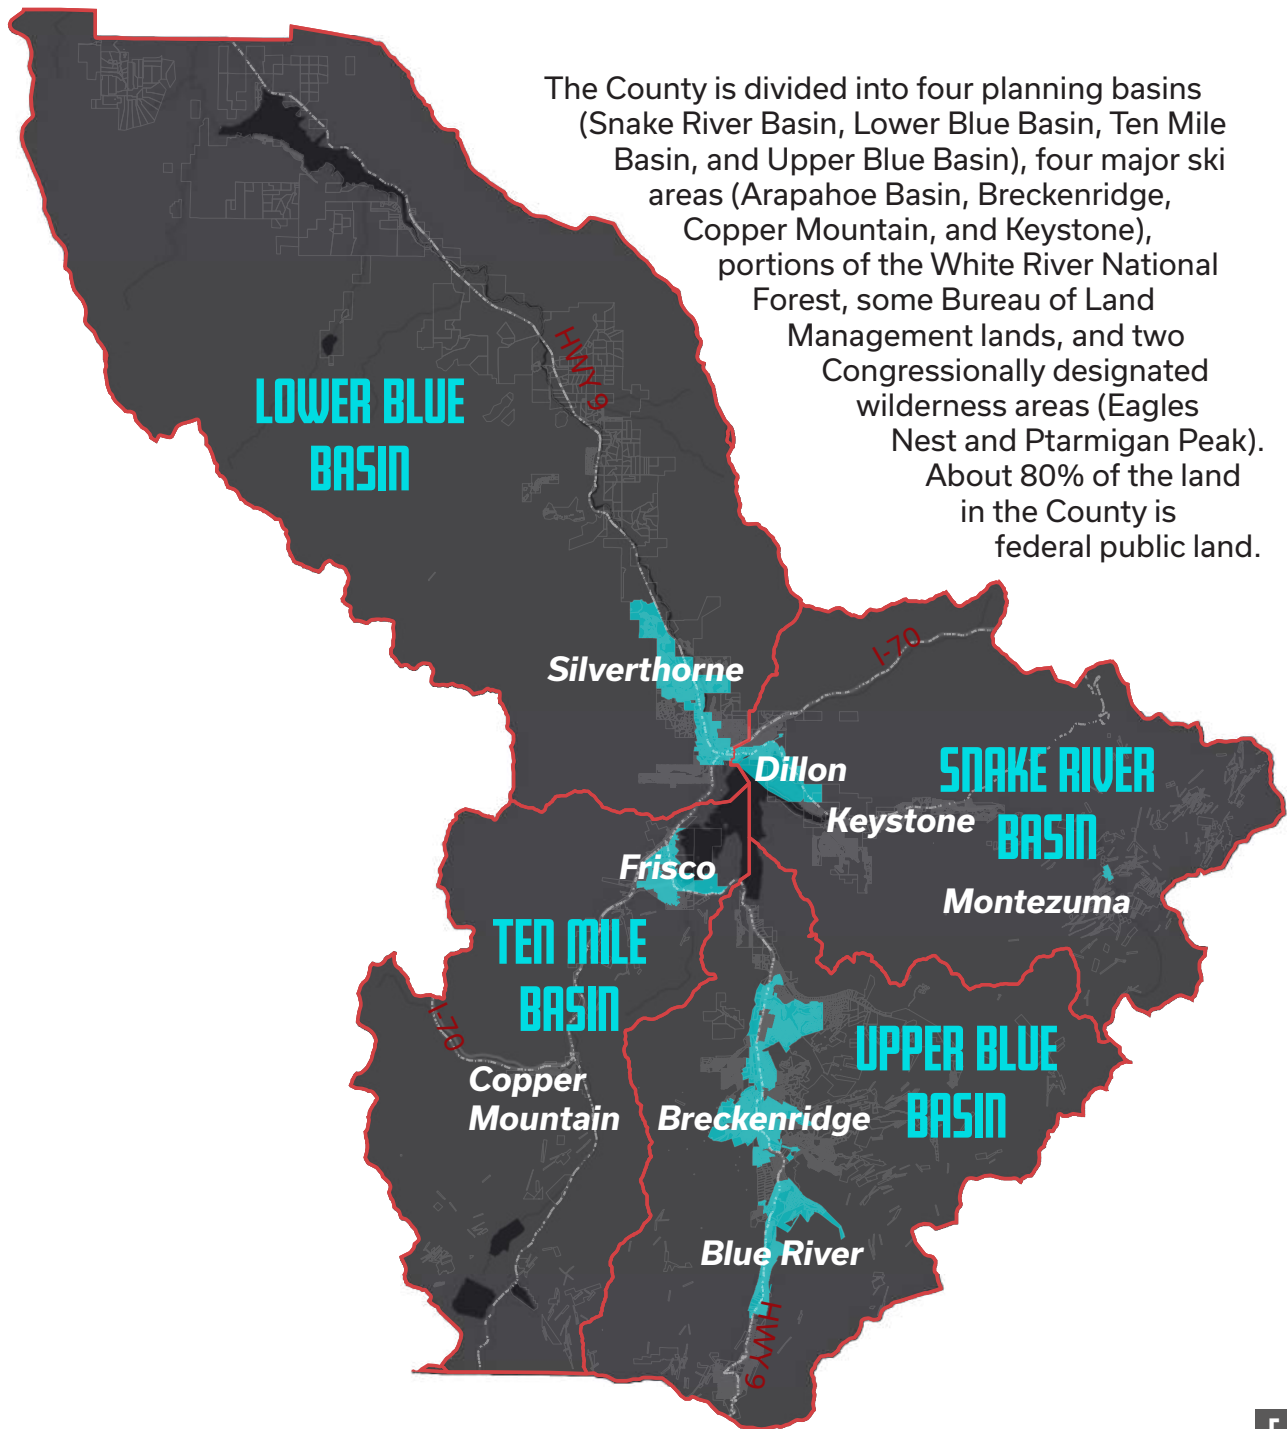 The County is divided into four planning basins
(Snake River Basin, Lower Blue Basin, Ten Mile
Basin, and Upper Blue Basin), four major ski
areas (Arapahoe Basin, Breckenridge,
Copper Mountain, and Keystone),
portions of the White River National
Forest, some Bureau of Land
Management lands, and two
Congressionally designated
wilderness areas (Eagles
Nest and Ptarmigan Peak).
About 80% of the land
in the County is
federal public land.
HWY 9
LOWER BLUE
BASIN
I-70
Silverthorne
Dillon
SNAKE RIVER
BASIN
Keystone
Frisco
Montezuma
TEN MILE
BASIN
I-70
UPPER BLUE
BASIN
Copper
Mountain
Breckenridge
Blue River
HWY 9